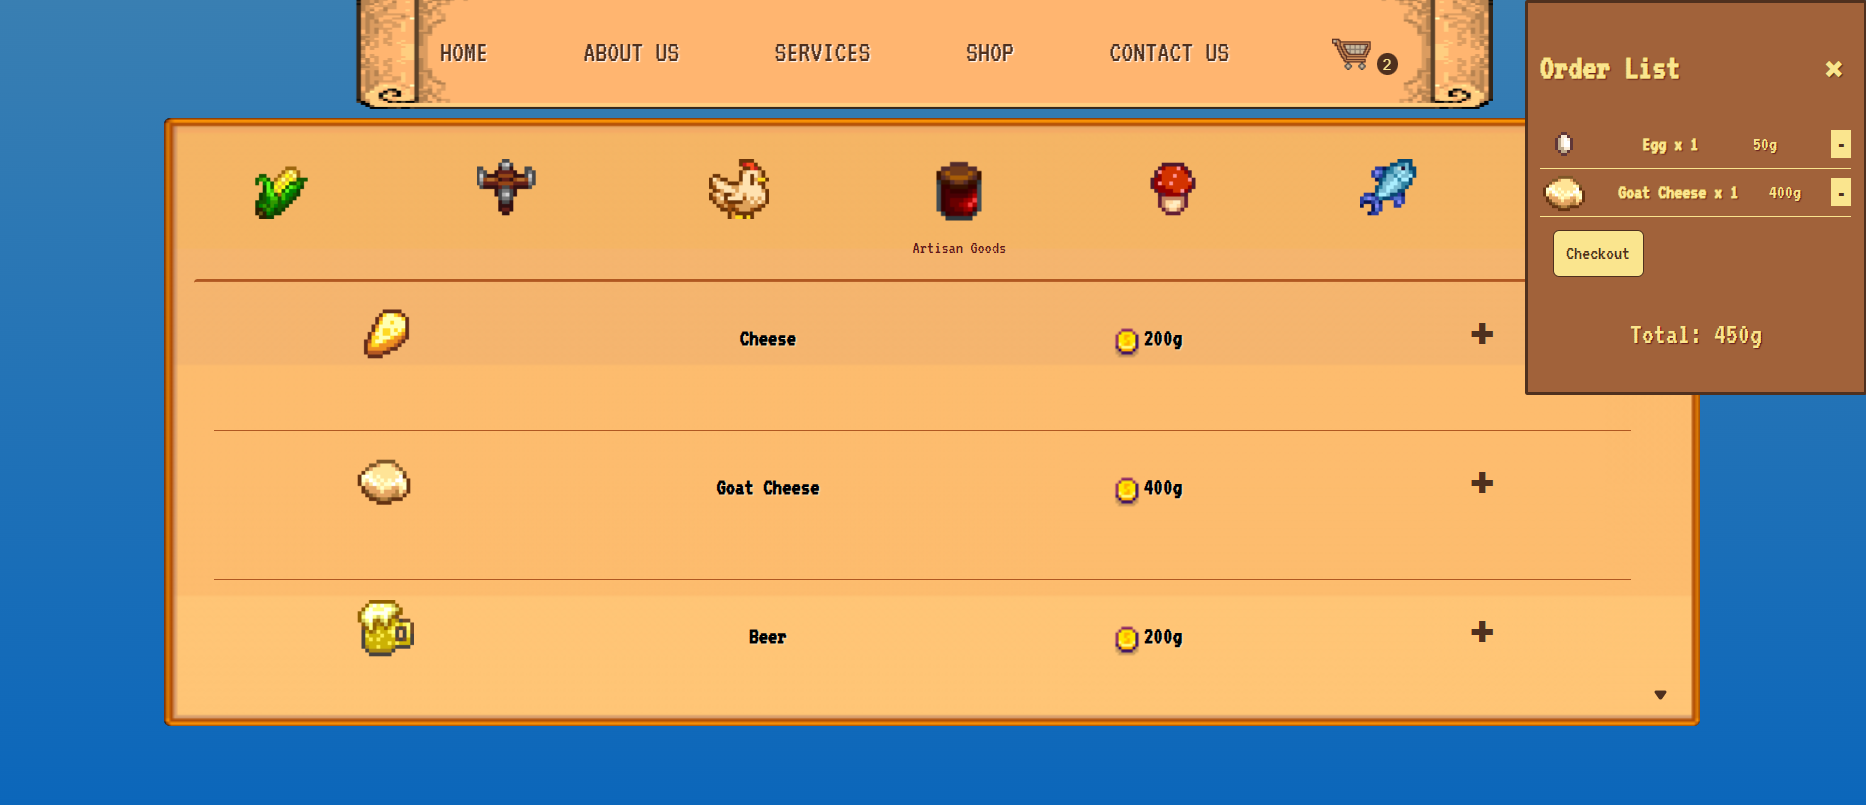 HOME ABOUT US SERVICES SHOP CONTACT US 2
Order List ×
Egg x 1 50g -
Goat Cheese x 1 400g -
Checkout
Total: 450g
Artisan Goods
Cheese 200g +
Goat Cheese 400g +
Beer 200g +